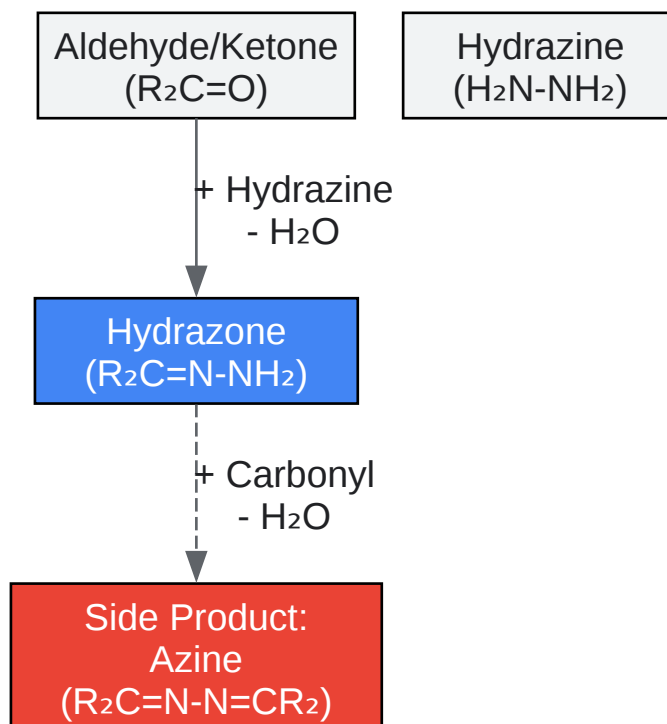 Aldehyde/Ketone
(R₂C=O)
Hydrazine
(H₂N-NH₂)
+ Hydrazine
- H₂O
Hydrazone
(R₂C=N-NH₂)
+ Carbonyl
- H₂O
Side Product:
Azine
(R₂C=N-N=CR₂)